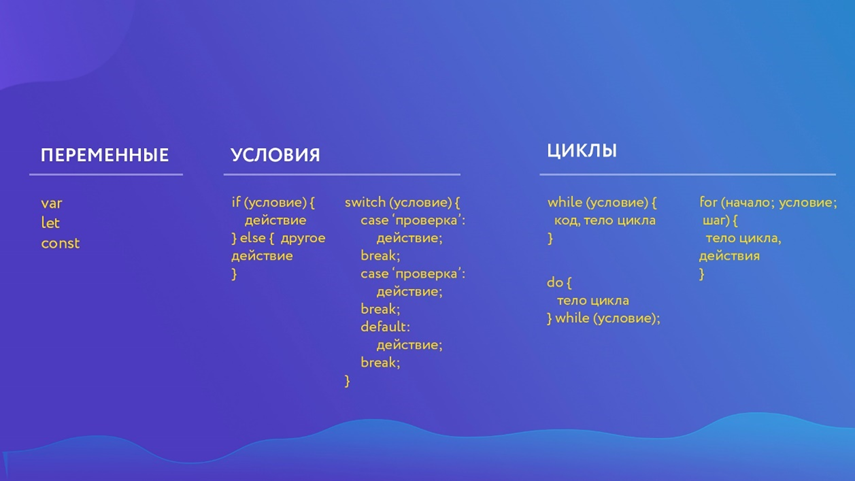 ПЕРЕМЕННЫЕ
var
let
const
УСЛОВИЯ
if (условие) {
действие
} else { другое
действие
}
switch (условие) {
case ‘проверка’:
действие;
break;
case ‘проверка’:
действие;
break;
default:
действие;
break;
}
ЦИКЛЫ
while (условие) {
код, тело цикла
}
do {
тело цикла
} while (условие);
for (начало; условие;
шаг) {
тело цикла,
действия
}